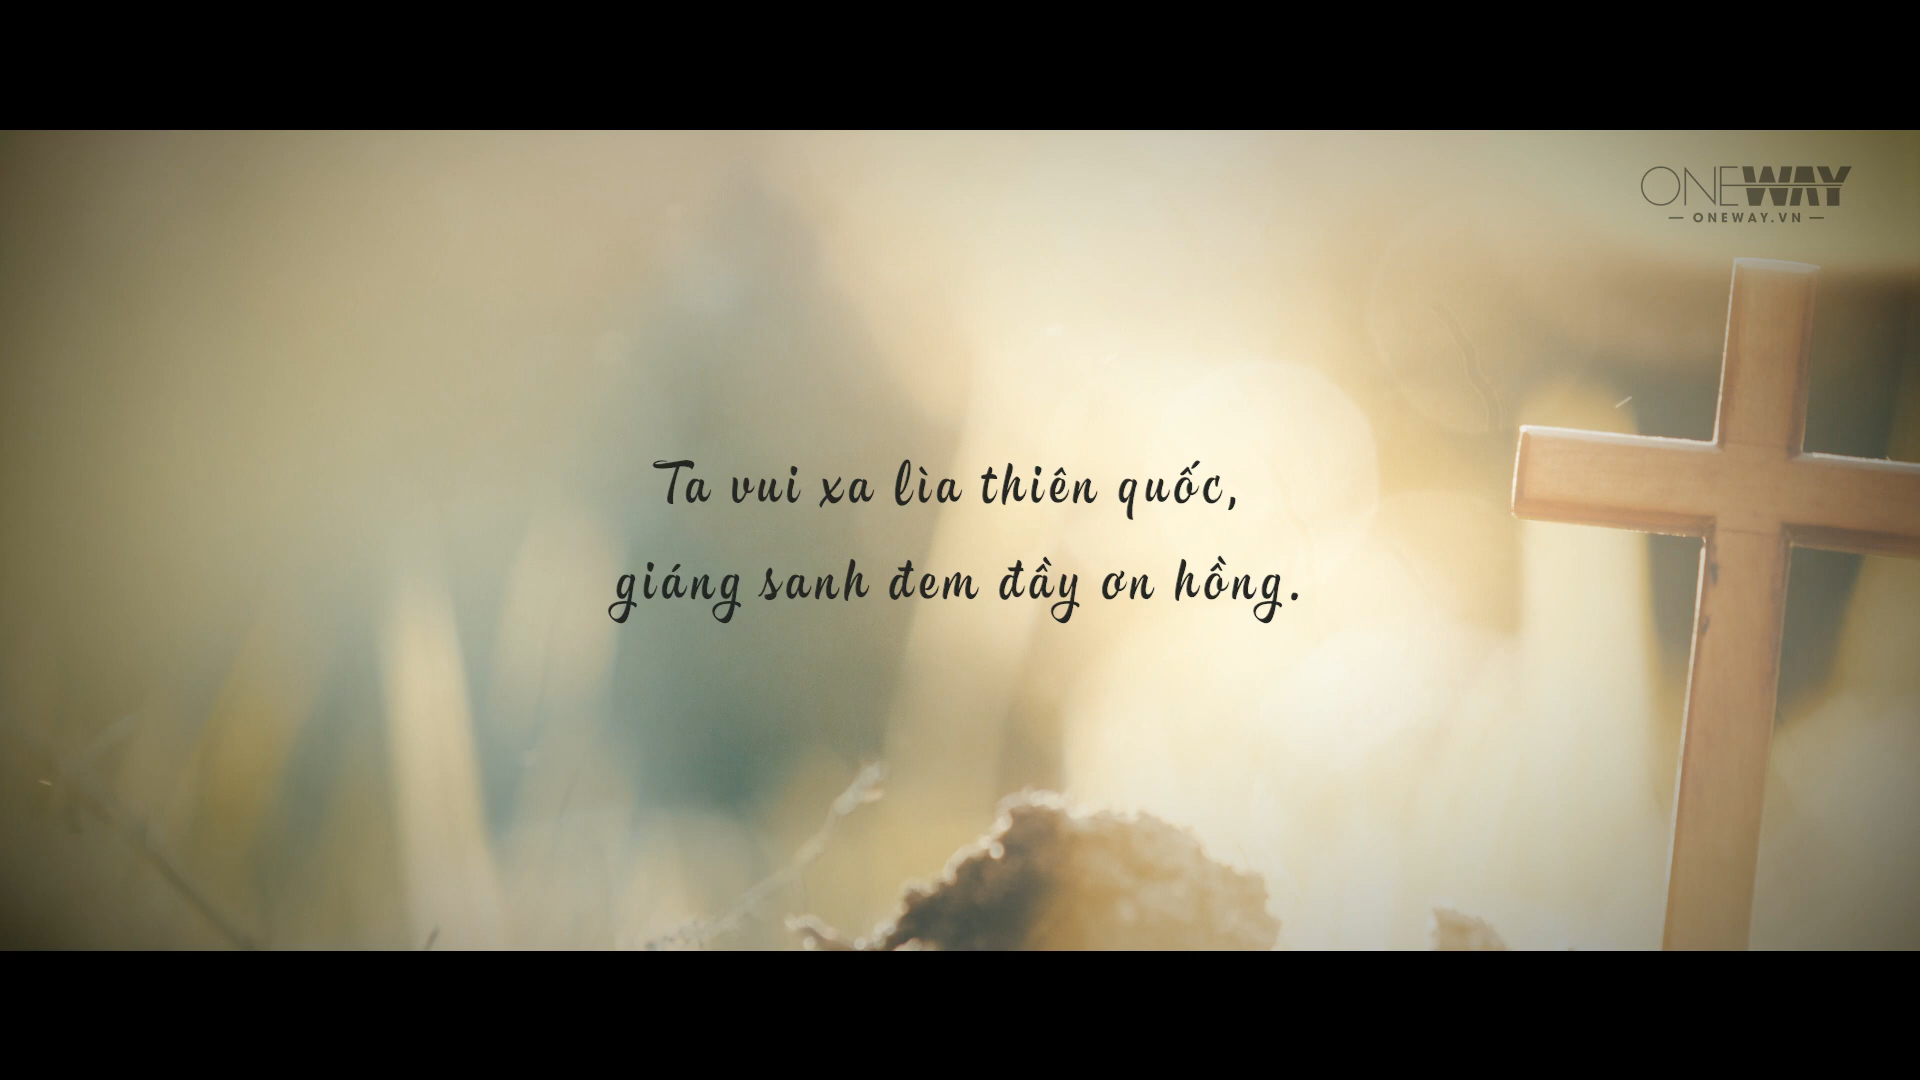 ONEWAY
ONEWAY.VN
Ta vui xa lìa thiên quốc,
giáng sanh đem đầy ơn hồng.